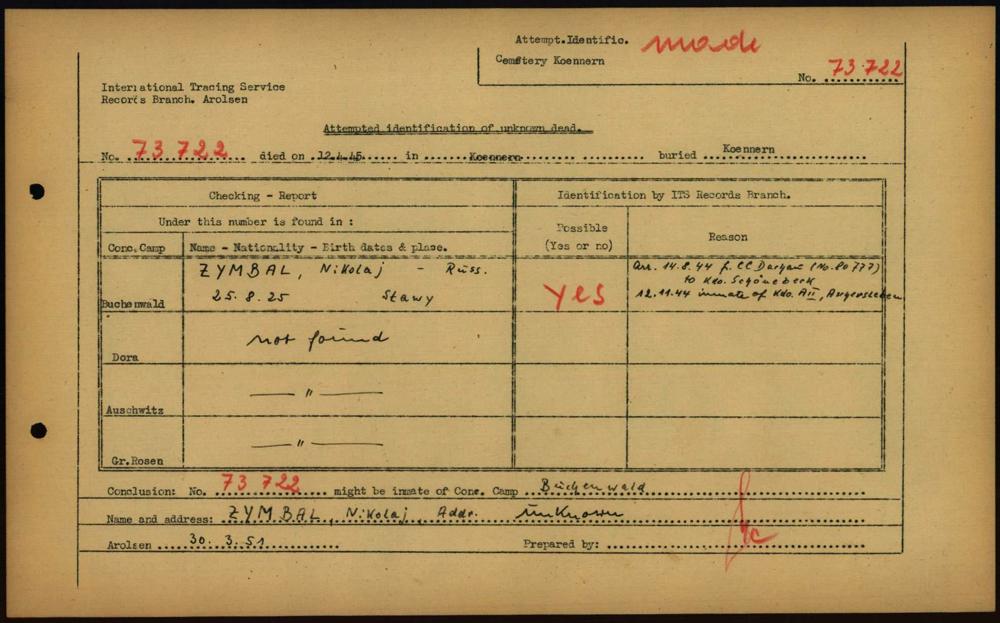 Attempt.Identific. made
Cemetery Koennern
No. 73.722
International Tracing Service
Records Branch. Arolsen
Attempted identification of unknown dead.
No. 73 722 died on 12.4.45 in Koennern buried Koennern
Checking - Report Identification by ITS Records Branch.
Under this number is found in :
Possible
(Yes or no) Reason
Conc.Camp Name - Nationality - Birth dates & place.
ZYMBAL, Nikolaj - Russ.
25.8.25 Stawy
Buchenwald yes
Arr. 14.8.44 f. CC Dachau (No. 80777)
to Kdo. Schönebeck
12.11.44 inmate of Kdo. AII,
not found
Dora
— " —
Auschwitz
— " —
Gr.Rosen
Conclusion: No. 73 722 might be inmate of Conc. Camp Buchenwald
Name and address: ZYMBAL, Nikolaj, Addr. unknown
Arolsen 30. 3. 51 Prepared by: